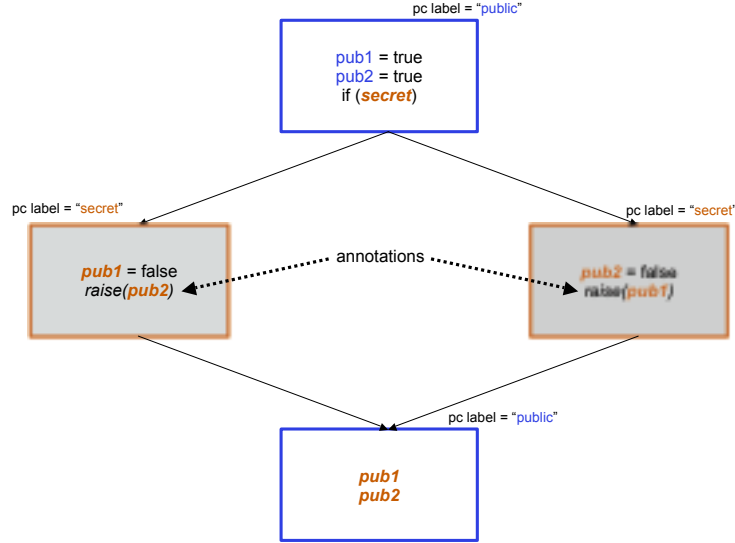 pc label = “public”
pub1 = true
pub2 = true
if (secret)
pc label = “secret”
pc label = “secret’
pub1 = false
raise(pub2)
annotations
pub2 = false
raise(pub1)
pc label = “public”
pub1
pub2